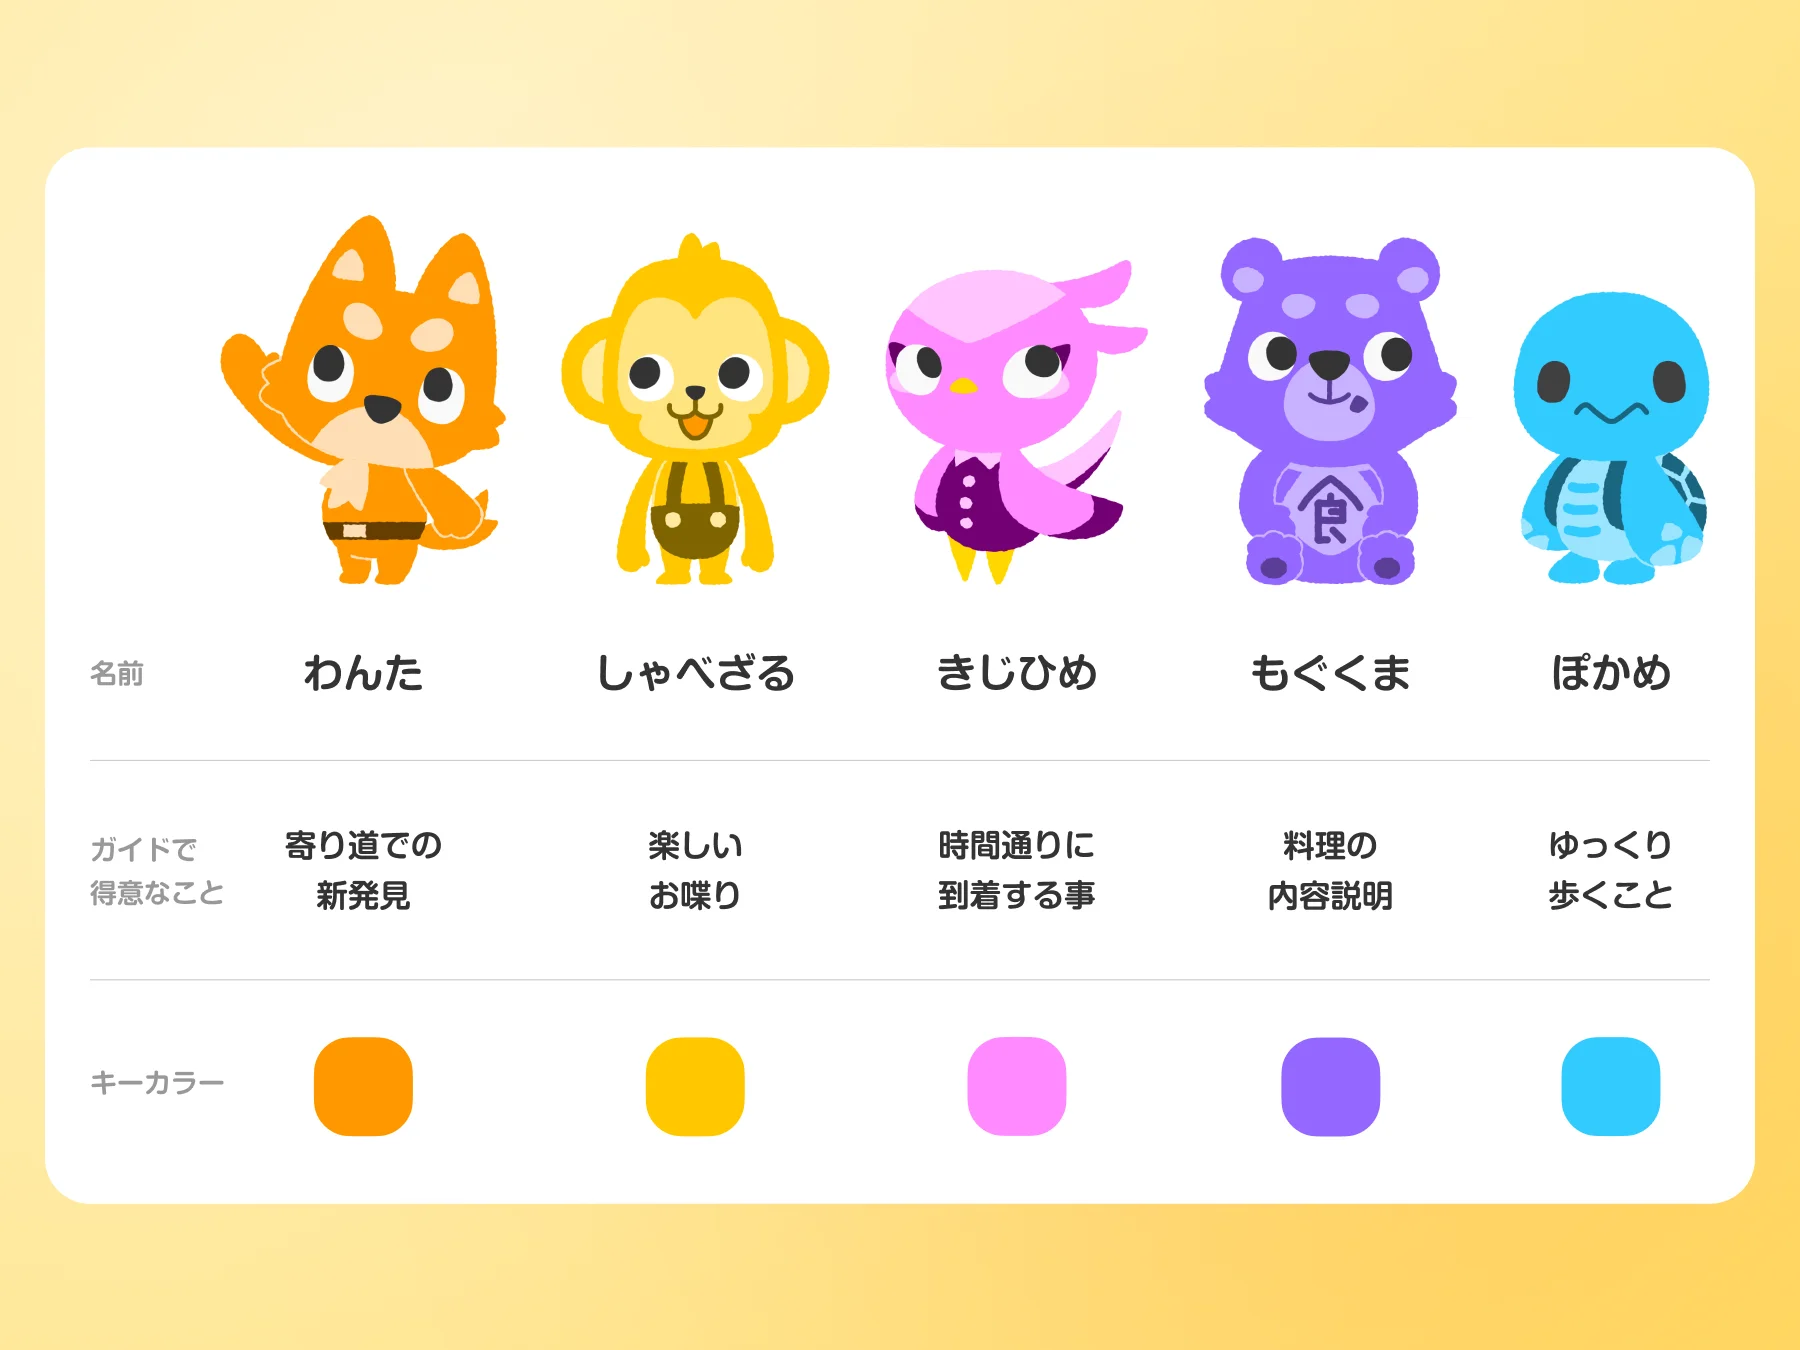 食
名前
わんた
しゃべざる
きじひめ
もぐくま
ぽかめ
ガイドで
得意なこと
寄り道での
新発見
楽しい
お喋り
時間通りに
到着する事
料理の
内容説明
ゆっくり
歩くこと
キーカラー